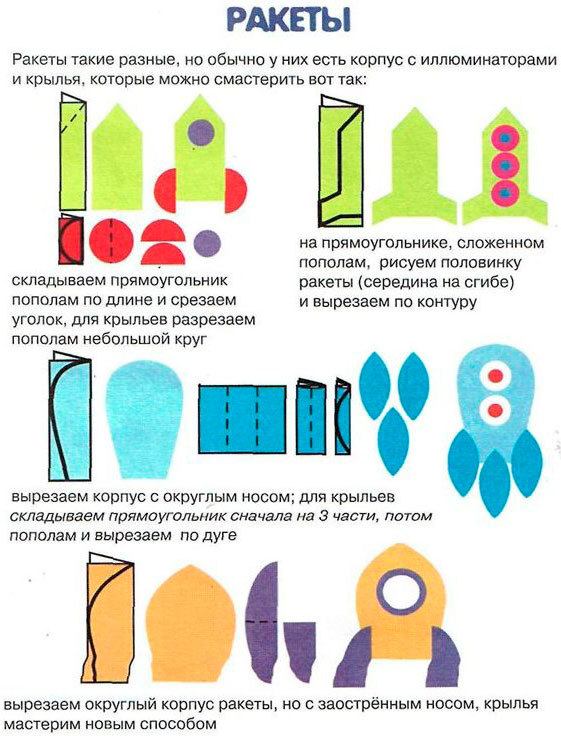 РАКЕТЫ
Ракеты такие разные, но обычно у них есть корпус с иллюминаторами
и крылья, которые можно смастерить вот так:
складываем прямоугольник
пополам по длине и срезаем
уголок, для крыльев разрезаем
пополам небольшой круг
на прямоугольнике, сложенном
пополам, рисуем половинку
ракеты (середина на сгибе)
и вырезаем по контуру
вырезаем корпус с округлым носом; для крыльев
складываем прямоугольник сначала на 3 части, потом
пополам и вырезаем по дуге
вырезаем округлый корпус ракеты, но с заострённым носом, крылья
мастерим новым способом